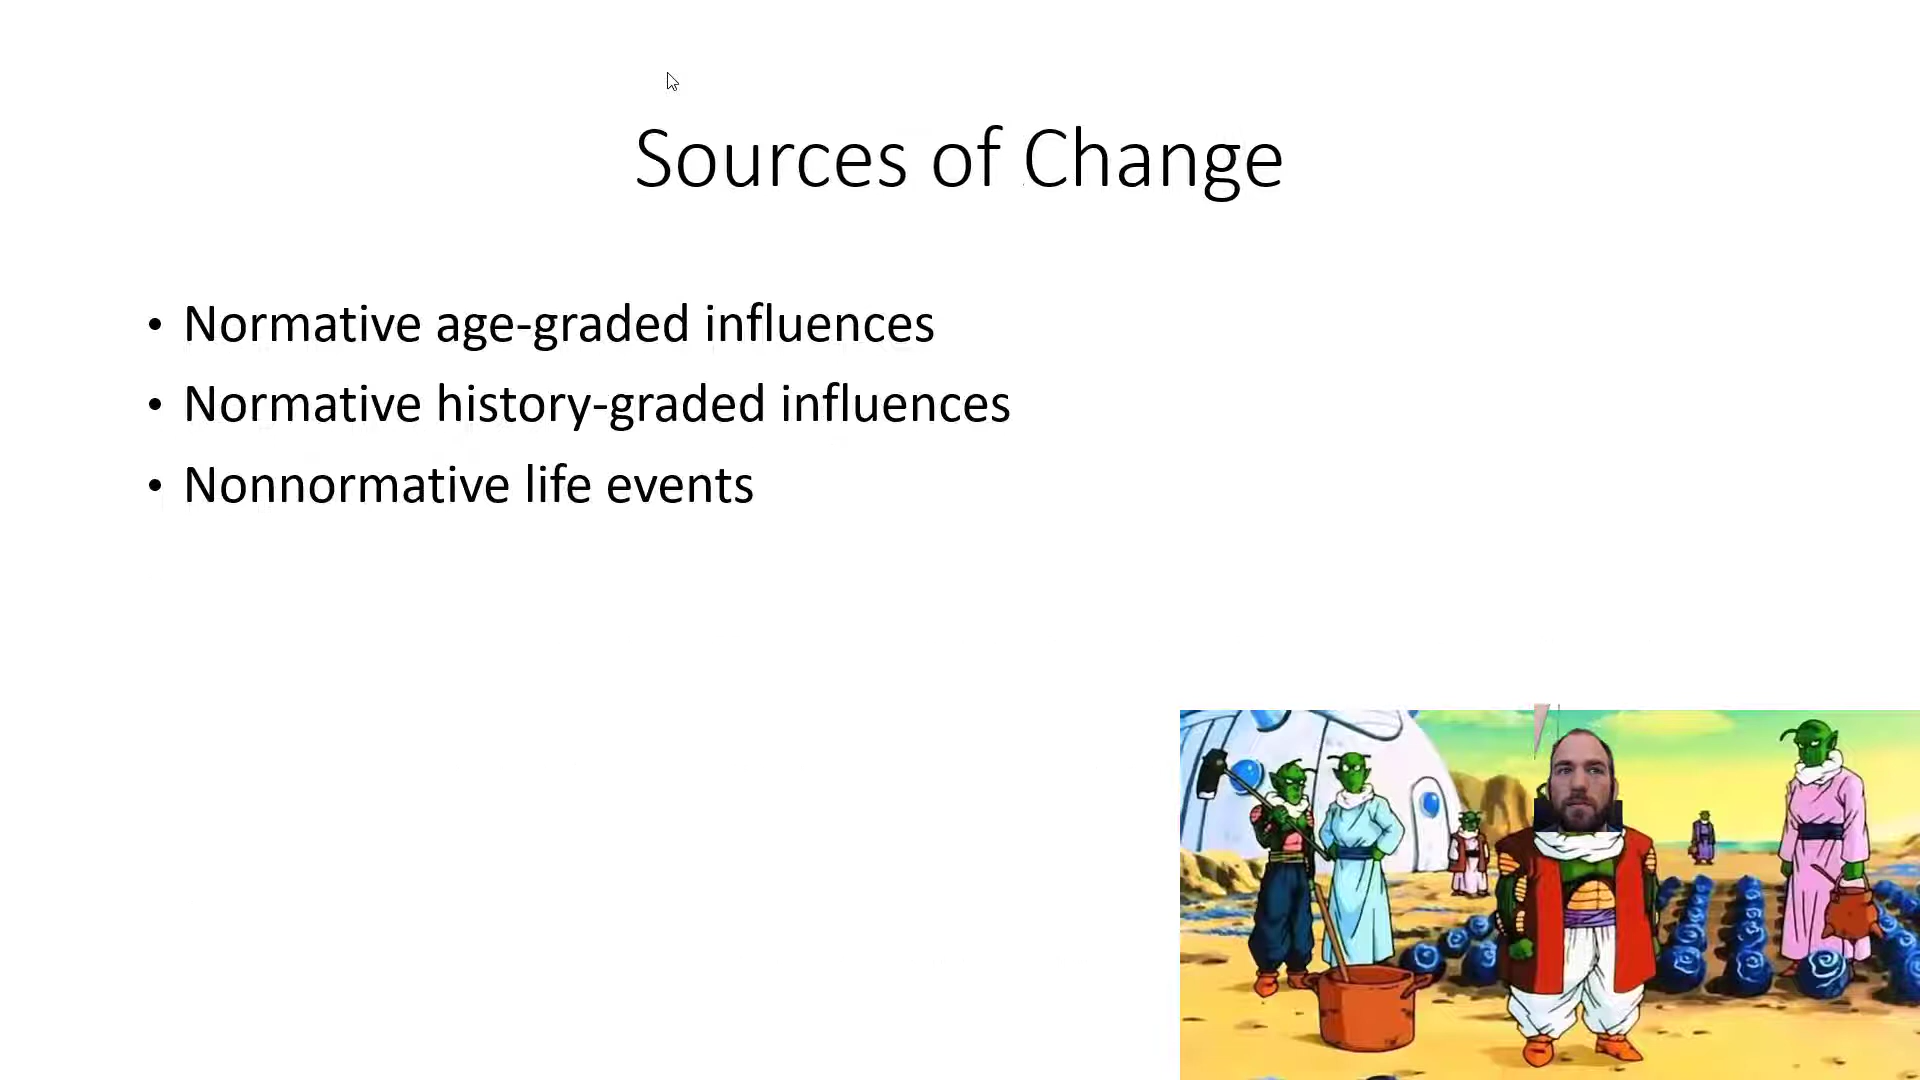 Sources of Change
• Normative age-graded influences
• Normative history-graded influences
• Nonnormative life events